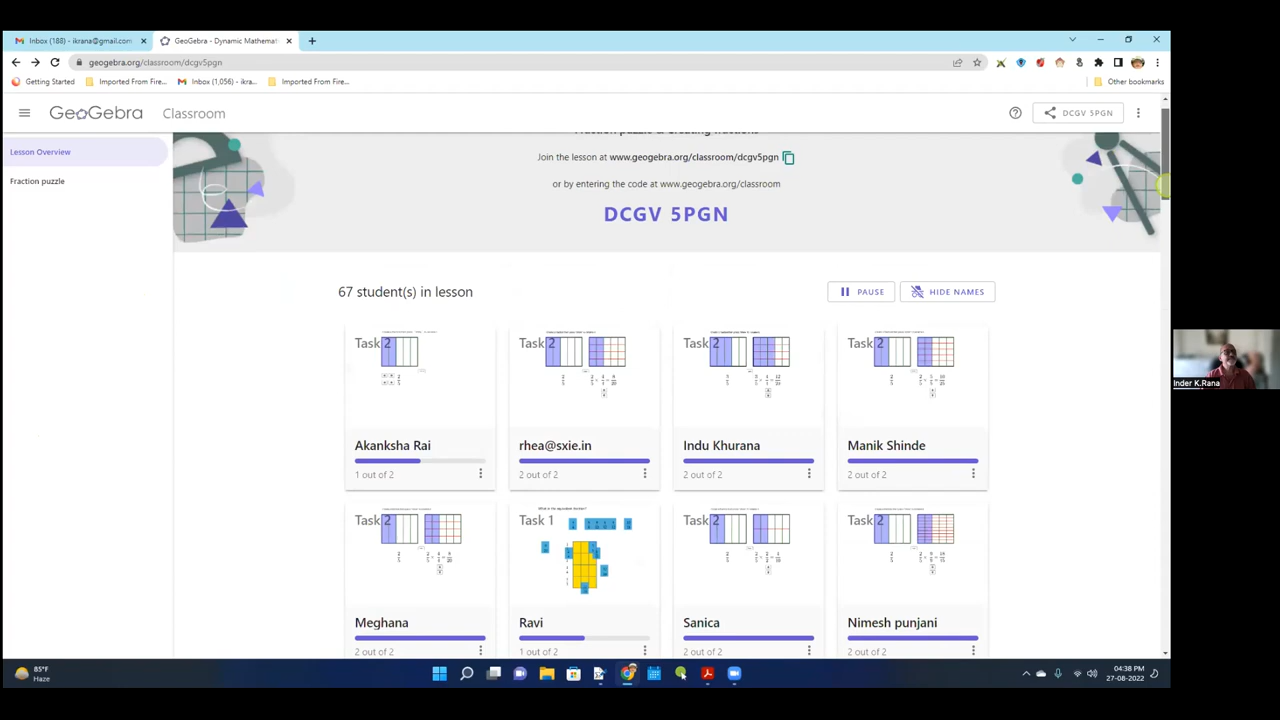 Inbox (188) - ikrana@gmail.com
GeoGebra - Dynamic Mathemat
geogebra.org/classroom/dcgv5pgn
Getting Started
Imported From Fire...
Inbox (1,056) - ikra...
Imported From Fire...
Other bookmarks
GeoGebra
Classroom
DCGV 5PGN
Lesson Overview
Fraction puzzle
Fraction puzzle & Creating fractions
Join the lesson at www.geogebra.org/classroom/dcgv5pgn
or by entering the code at www.geogebra.org/classroom
DCGV 5PGN
67 student(s) in lesson
PAUSE
HIDE NAMES
Task 2
Task 2
Task 2
Task 2
Akanksha Rai
rhea@sxie.in
Indu Khurana
Manik Shinde
1 out of 2
2 out of 2
2 out of 2
2 out of 2
Task 2
Task 1
Task 2
Task 2
Meghana
Ravi
Sanica
Nimesh punjani
2 out of 2
1 out of 2
2 out of 2
2 out of 2
Inder K.Rana
85°F
Haze
04:38 PM
27-08-2022